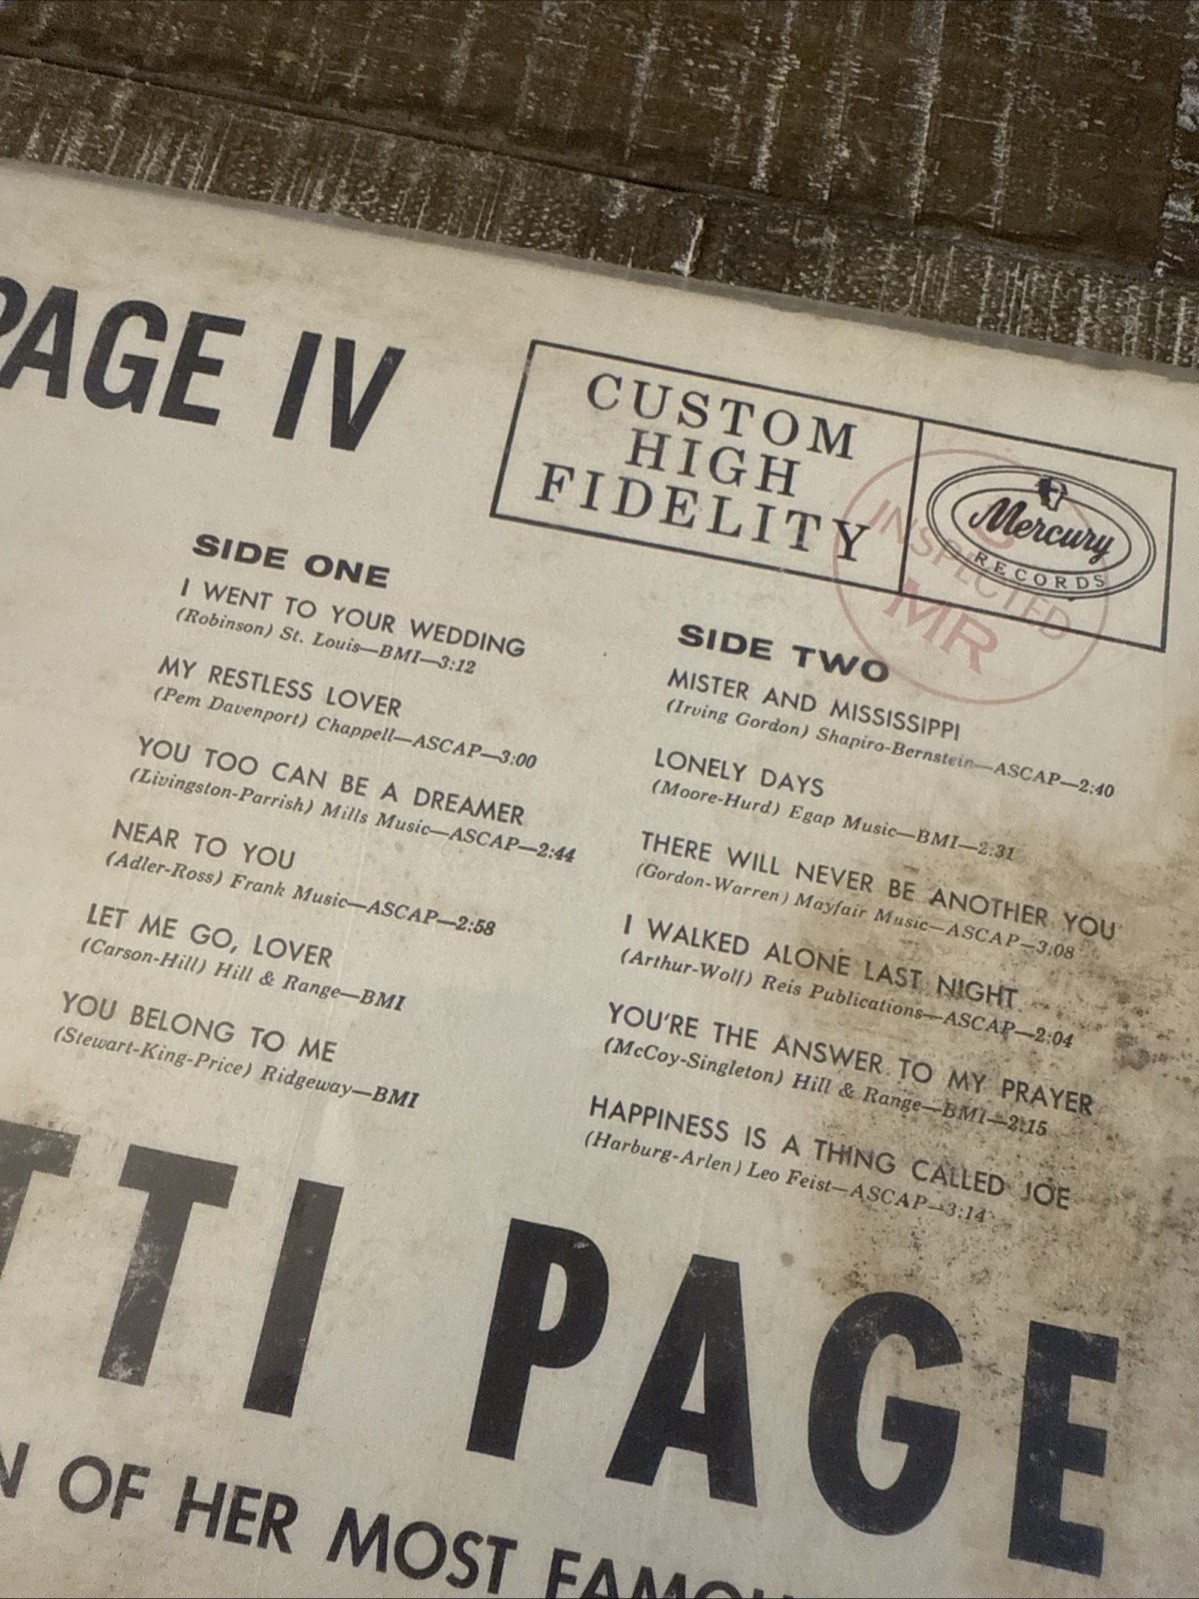 PAGE IV
CUSTOM
HIGH
FIDELITY
Mercury
RECORDS
INSPECTED
MR
SIDE ONE
I WENT TO YOUR WEDDING
(Robinson) St. Louis—BMI—3:12
MY RESTLESS LOVER
(Pem Davenport) Chappell—ASCAP—3:00
YOU TOO CAN BE A DREAMER
(Livingston-Parrish) Mills Music—ASCAP—2:44
NEAR TO YOU
(Adler-Ross) Frank Music—ASCAP—2:58
LET ME GO, LOVER
(Carson-Hill) Hill & Range—BMI
YOU BELONG TO ME
(Stewart-King-Price) Ridgeway—BMI
SIDE TWO
MISTER AND MISSISSIPPI
(Irving Gordon) Shapiro-Bernstein—ASCAP—2:40
LONELY DAYS
(Moore-Hurd) Egap Music—BMI—2:31
THERE WILL NEVER BE ANOTHER YOU
(Gordon-Warren) Mayfair Music—ASCAP—3:08
I WALKED ALONE LAST NIGHT
(Arthur-Wolf) Reis Publications—ASCAP—2:04
YOU'RE THE ANSWER TO MY PRAYER
(McCoy-Singleton) Hill & Range—BMI—2:15
HAPPINESS IS A THING CALLED JOE
(Harburg-Arlen) Leo Feist—ASCAP—3:14
TTI PAGE
N OF HER MOST FAMOU